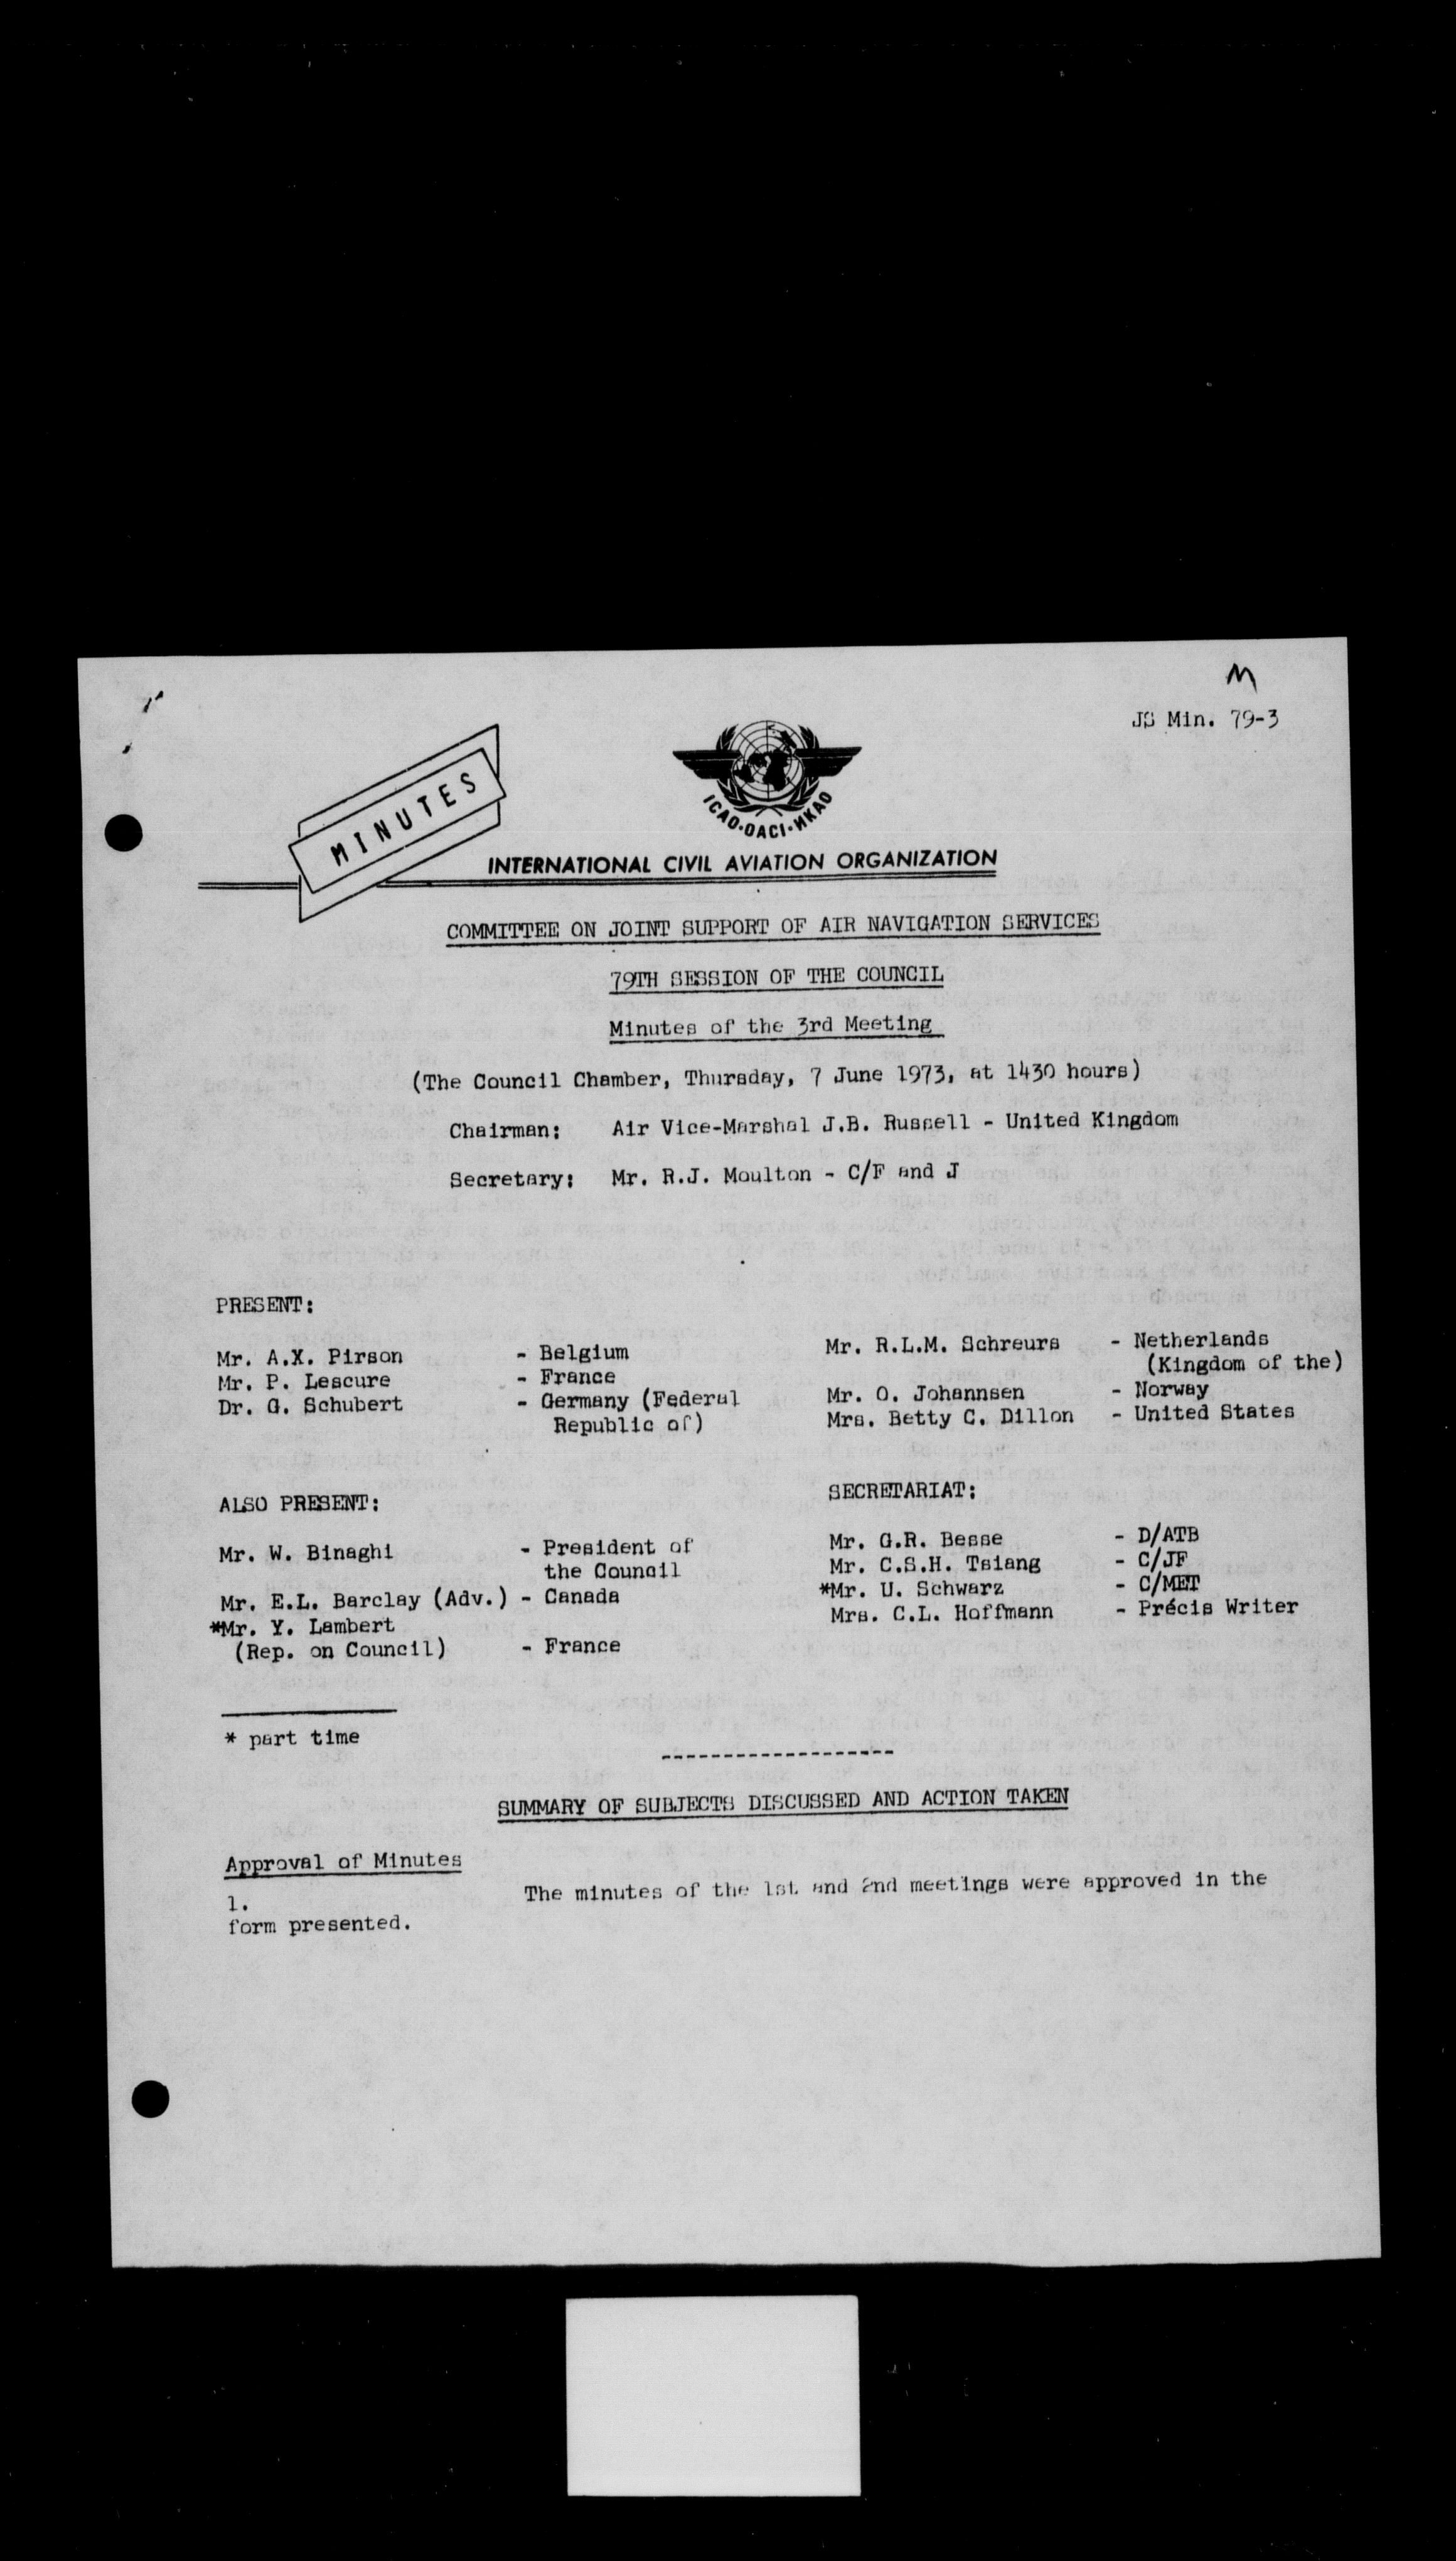 M
JS Min. 79-3
MINUTES
ICAO·OACI·ИКАО
INTERNATIONAL CIVIL AVIATION ORGANIZATION
COMMITTEE ON JOINT SUPPORT OF AIR NAVIGATION SERVICES
79TH SESSION OF THE COUNCIL
Minutes of the 3rd Meeting
(The Council Chamber, Thursday, 7 June 1973, at 1430 hours)
Chairman: Air Vice-Marshal J.B. Russell - United Kingdom
Secretary: Mr. R.J. Moulton - C/F and J
PRESENT:
Mr. A.X. Pirson - Belgium
Mr. P. Lescure - France
Dr. G. Schubert - Germany (Federal
Republic of)
Mr. R.L.M. Schreurs - Netherlands
(Kingdom of the)
Mr. O. Johannsen - Norway
Mrs. Betty C. Dillon - United States
ALSO PRESENT:
Mr. W. Binaghi - President of
the Council
Mr. E.L. Barclay (Adv.) - Canada
*Mr. Y. Lambert
(Rep. on Council) - France
SECRETARIAT:
Mr. G.R. Besse - D/ATB
Mr. C.S.H. Tsiang - C/JF
*Mr. U. Schwarz - C/MET
Mrs. C.L. Hoffmann - Précis Writer
* part time
-------------------
SUMMARY OF SUBJECTS DISCUSSED AND ACTION TAKEN
Approval of Minutes
1. The minutes of the 1st and 2nd meetings were approved in the
form presented.